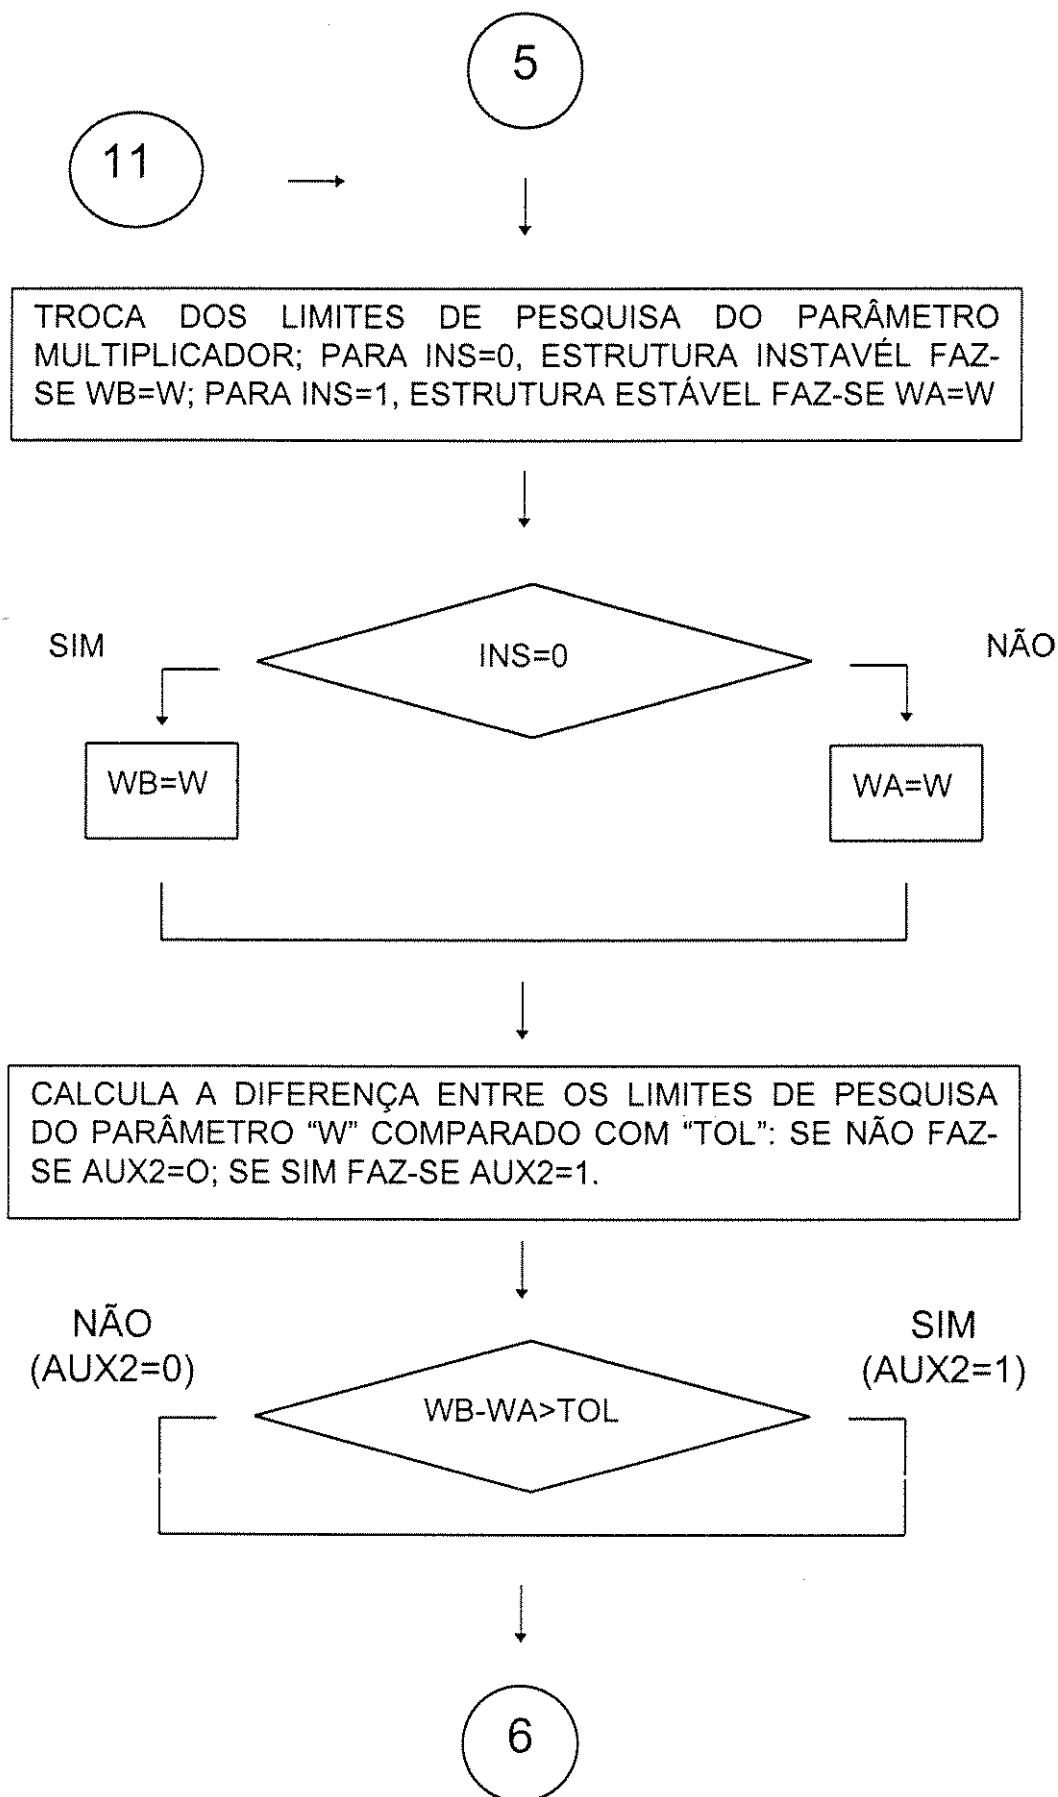 5
11
TROCA DOS LIMITES DE PESQUISA DO PARÂMETRO
MULTIPLICADOR; PARA INS=0, ESTRUTURA INSTAVÉL FAZ-
SE WB=W; PARA INS=1, ESTRUTURA ESTÁVEL FAZ-SE WA=W
SIM
INS=0
NÃO
WB=W
WA=W
CALCULA A DIFERENÇA ENTRE OS LIMITES DE PESQUISA
DO PARÂMETRO “W” COMPARADO COM “TOL”: SE NÃO FAZ-
SE AUX2=O; SE SIM FAZ-SE AUX2=1.
NÃO
(AUX2=0)
SIM
(AUX2=1)
WB-WA>TOL
6